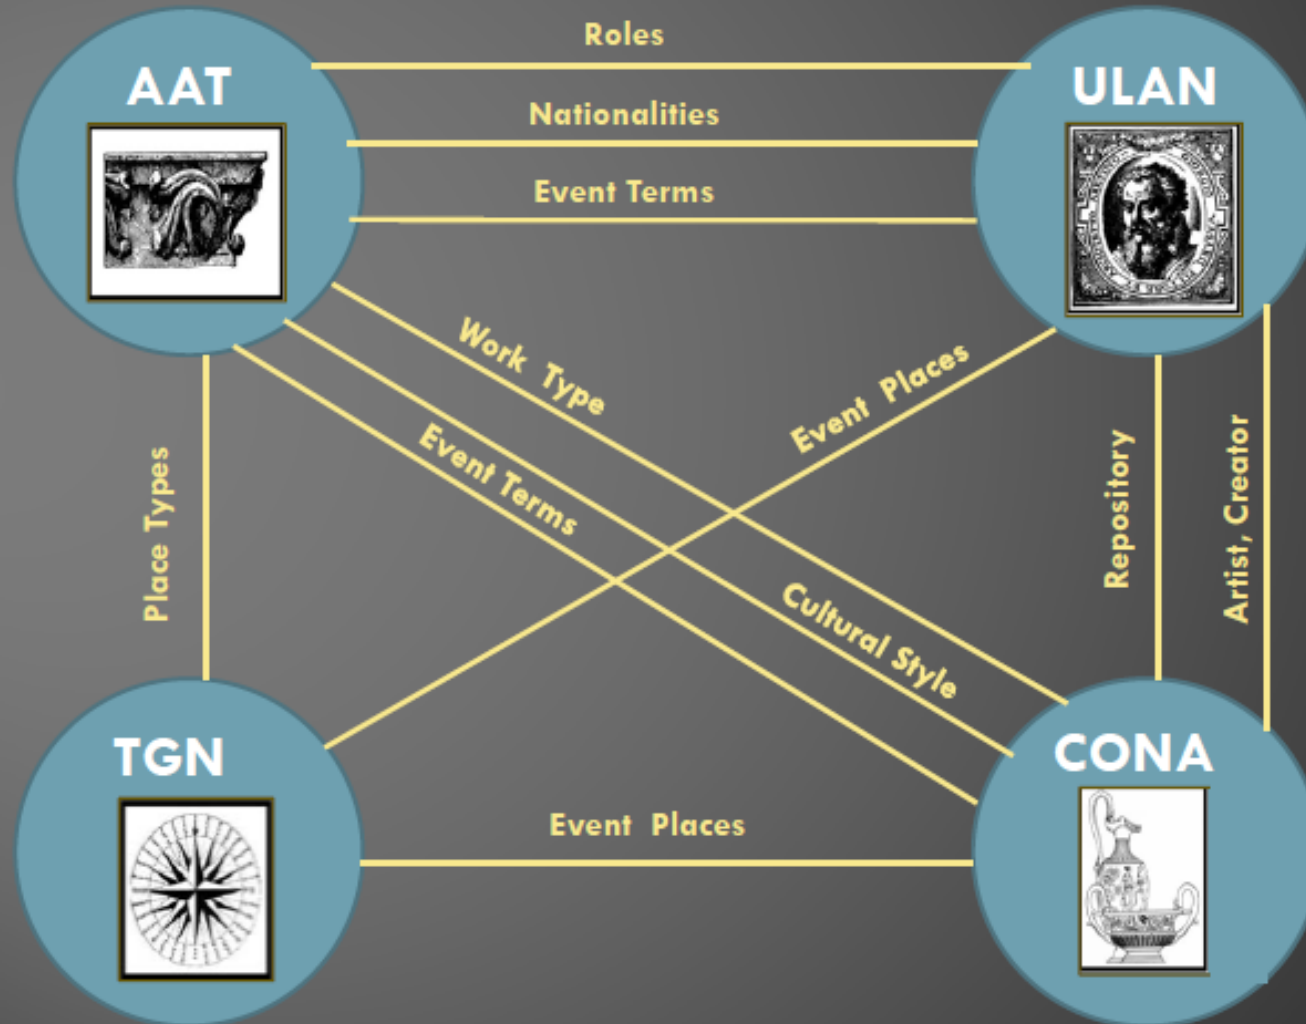 Roles
AAT
ULAN
Nationalities
Event Terms
Work Type
Event Places
Event Terms
Place Types
Repository
Artist, Creator
Cultural Style
TGN
CONA
Event Places